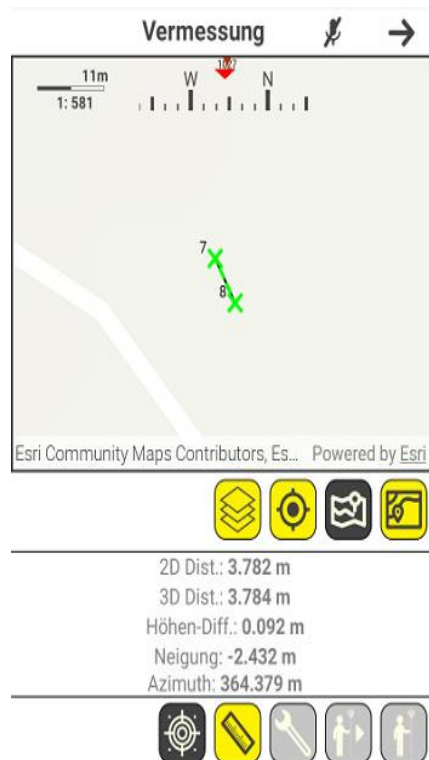 Vermessung
11m
1: 581
W N
7
8
Esri Community Maps Contributors, Es... Powered by Esri
2D Dist.: 3.782 m
3D Dist.: 3.784 m
Höhen-Diff.: 0.092 m
Neigung: -2.432 m
Azimuth: 364.379 m